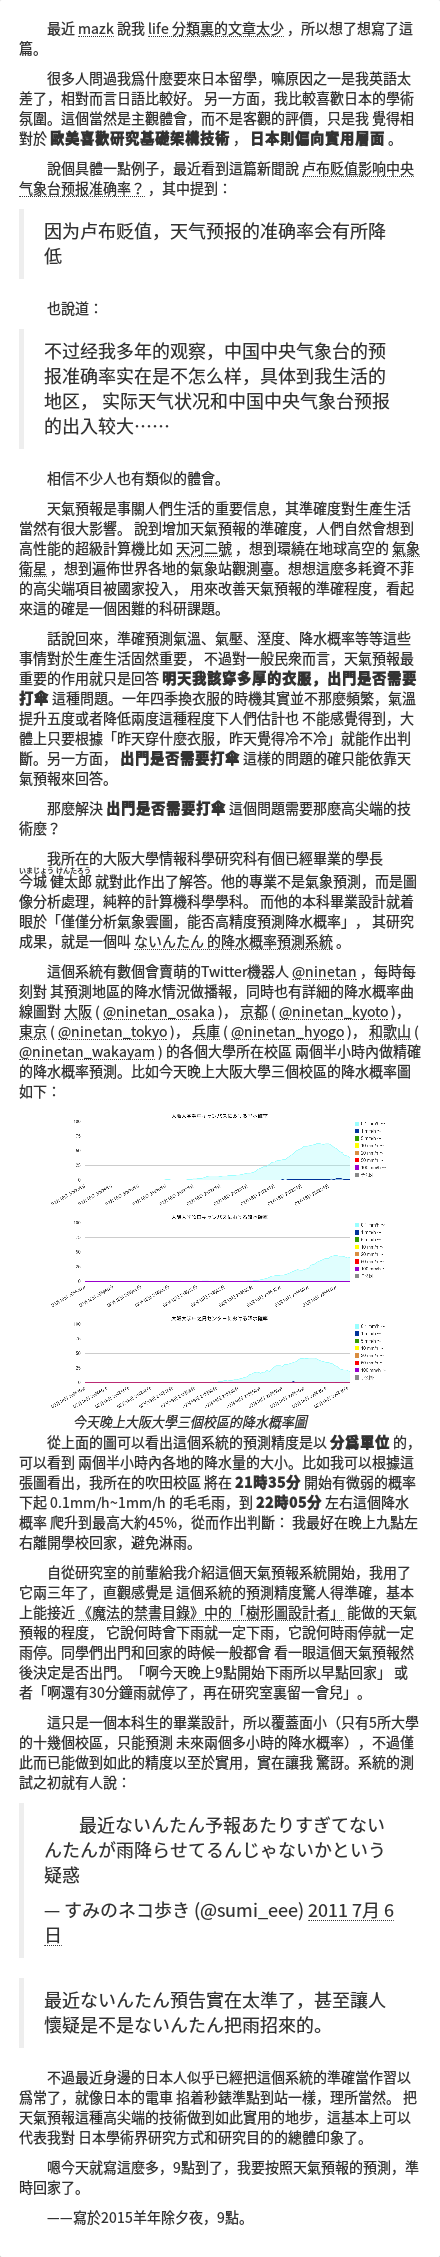 最近 mazk 說我 life 分類裏的文章太少 ，所以想了想寫了這
篇。
很多人問過我爲什麼要來日本留學，嘛原因之一是我英語太
差了，相對而言日語比較好。 另一方面，我比較喜歡日本的學術
氛圍。這個當然是主觀體會，而不是客觀的評價，只是我 覺得相
對於 歐美喜歡研究基礎架構技術 ， 日本則偏向實用層面 。
說個具體一點例子，最近看到這篇新聞說 卢布贬值影响中央
气象台预报准确率？ ，其中提到：
因为卢布贬值，天气预报的准确率会有所降
低
也說道：
不过经我多年的观察，中国中央气象台的预
报准确率实在是不怎么样，具体到我生活的
地区， 实际天气状况和中国中央气象台预报
的出入较大⋯⋯
相信不少人也有類似的體會。
天氣預報是事關人們生活的重要信息，其準確度對生產生活
當然有很大影響。 說到增加天氣預報的準確度，人們自然會想到
高性能的超級計算機比如 天河二號 ，想到環繞在地球高空的 氣象
衛星 ，想到遍佈世界各地的氣象站觀測臺。想想這麼多耗資不菲
的高尖端項目被國家投入， 用來改善天氣預報的準確程度，看起
來這的確是一個困難的科研課題。
話說回來，準確預測氣溫、氣壓、溼度、降水概率等等這些
事情對於生產生活固然重要， 不過對一般民衆而言，天氣預報最
重要的作用就只是回答 明天我該穿多厚的衣服，出門是否需要
打傘 這種問題。一年四季換衣服的時機其實並不那麼頻繁，氣溫
提升五度或者降低兩度這種程度下人們估計也 不能感覺得到，大
體上只要根據「昨天穿什麼衣服，昨天覺得冷不冷」就能作出判
斷。另一方面， 出門是否需要打傘 這樣的問題的確只能依靠天
氣預報來回答。
那麼解決 出門是否需要打傘 這個問題需要那麼高尖端的技
術麼？
我所在的大阪大學情報科學研究科有個已經畢業的學長
いまじょう けんたろう
今城 健太郎 就對此作出了解答。他的專業不是氣象預測，而是圖
像分析處理，純粹的計算機科學學科。 而他的本科畢業設計就着
眼於「僅僅分析氣象雲圖，能否高精度預測降水概率」， 其研究
成果，就是一個叫 ないんたん 的降水概率預測系統 。
這個系統有數個會賣萌的Twitter機器人 @ninetan ，每時每
刻對 其預測地區的降水情況做播報，同時也有詳細的降水概率曲
線圖對 大阪 ( @ninetan_osaka )， 京都 ( @ninetan_kyoto )，
東京 ( @ninetan_tokyo )， 兵庫 ( @ninetan_hyogo )， 和歌山 (
@ninetan_wakayam ) 的各個大學所在校區 兩個半小時內做精確
的降水概率預測。比如今天晚上大阪大學三個校區的降水概率圖
如下：
今天晚上大阪大學三個校區的降水概率圖
從上面的圖可以看出這個系統的預測精度是以 分爲單位 的，
可以看到 兩個半小時內各地的降水量的大小。比如我可以根據這
張圖看出，我所在的吹田校區 將在 21時35分 開始有微弱的概率
下起 0.1mm/h~1mm/h 的毛毛雨，到 22時05分 左右這個降水
概率 爬升到最高大約45%，從而作出判斷： 我最好在晚上九點左
右離開學校回家，避免淋雨。
自從研究室的前輩給我介紹這個天氣預報系統開始，我用了
它兩三年了，直觀感覺是 這個系統的預測精度驚人得準確，基本
上能接近 《魔法的禁書目錄》中的「樹形圖設計者」 能做的天氣
預報的程度， 它說何時會下雨就一定下雨，它說何時雨停就一定
雨停。同學們出門和回家的時候一般都會 看一眼這個天氣預報然
後決定是否出門。「啊今天晚上9點開始下雨所以早點回家」 或
者「啊還有30分鐘雨就停了，再在研究室裏留一會兒」。
這只是一個本科生的畢業設計，所以覆蓋面小（只有5所大學
的十幾個校區，只能預測 未來兩個多小時的降水概率），不過僅
此而已能做到如此的精度以至於實用，實在讓我 驚訝。系統的測
試之初就有人說：
最近ないんたん予報あたりすぎてない
んたんが雨降らせてるんじゃないかという
疑惑
— すみのネコ歩き (@sumi_eee) 2011 7月 6
日
最近ないんたん預告實在太準了，甚至讓人
懷疑是不是ないんたん把雨招來的。
不過最近身邊的日本人似乎已經把這個系統的準確當作習以
爲常了，就像日本的電車 掐着秒錶準點到站一樣，理所當然。 把
天氣預報這種高尖端的技術做到如此實用的地步，這基本上可以
代表我對 日本學術界研究方式和研究目的的總體印象了。
嗯今天就寫這麼多，9點到了，我要按照天氣預報的預測，準
時回家了。
——寫於2015羊年除夕夜，9點。